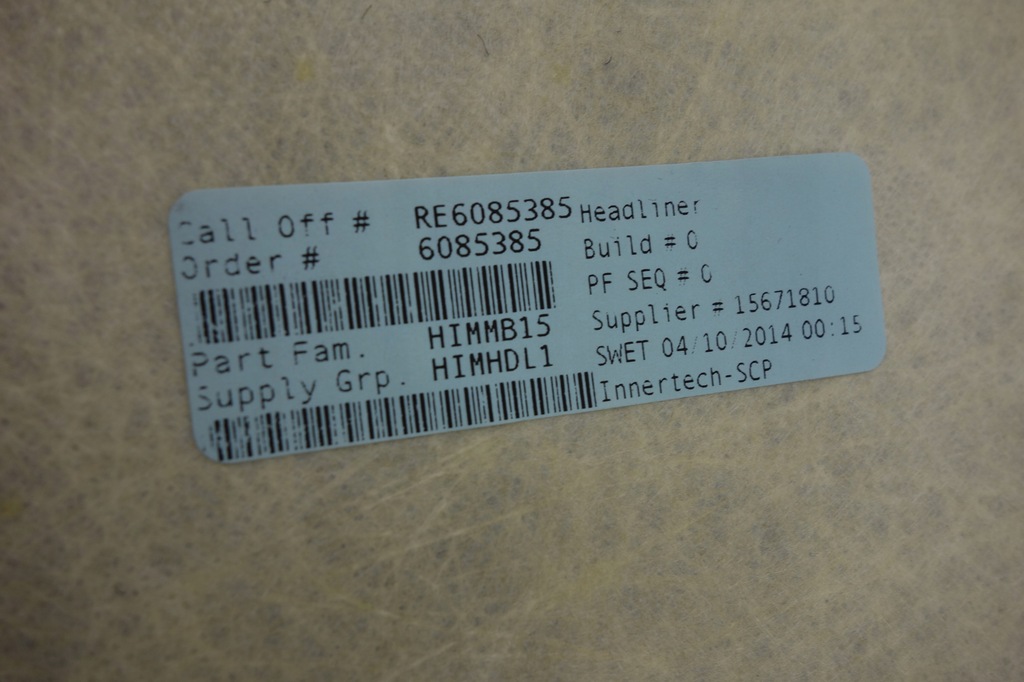 Call Off # RE6085385
Order # 6085385
Part Fam. HIMMB15
Supply Grp. HIMHDL1
Headliner
Build # 0
PF SEQ # 0
Supplier # 15671810
SWET 04/10/2014 00:15
Innertech-SCP